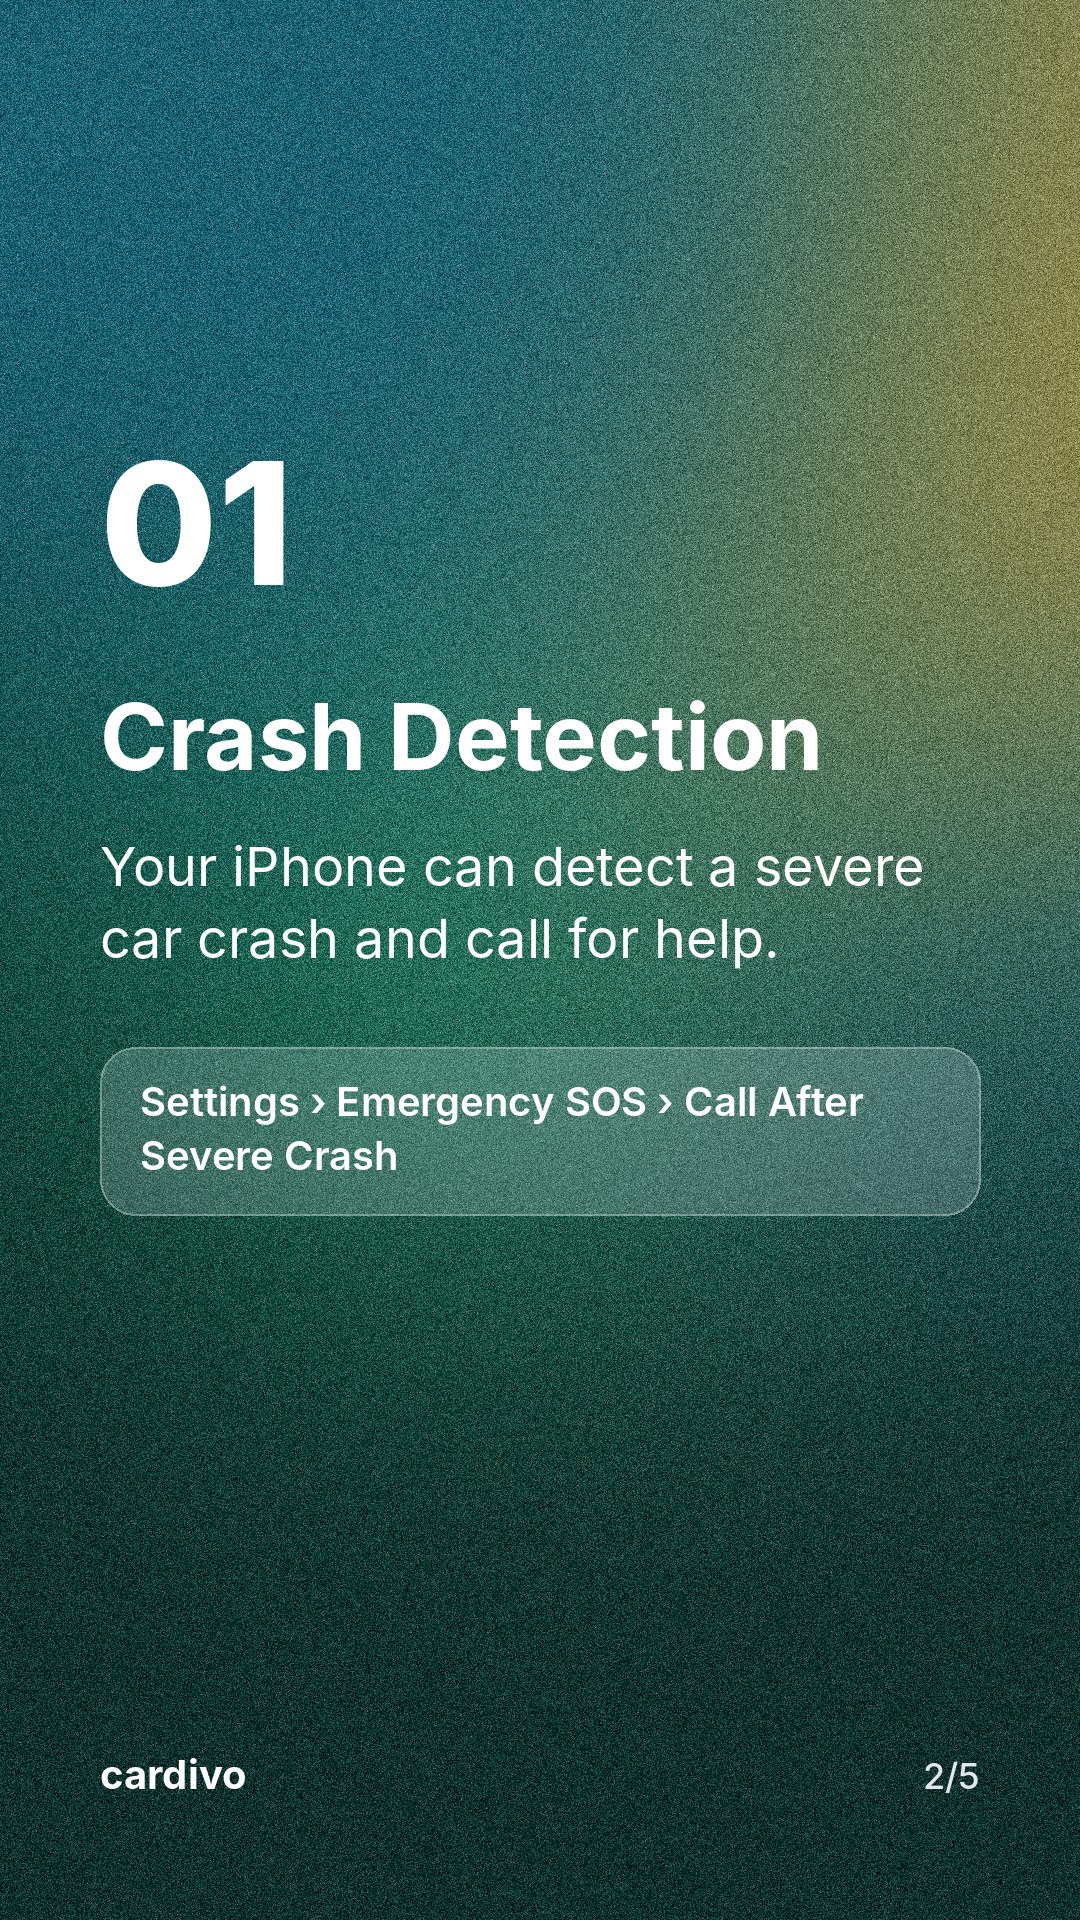 01
Crash Detection
Your iPhone can detect a severe
car crash and call for help.
Settings › Emergency SOS › Call After
Severe Crash
cardivo
2/5